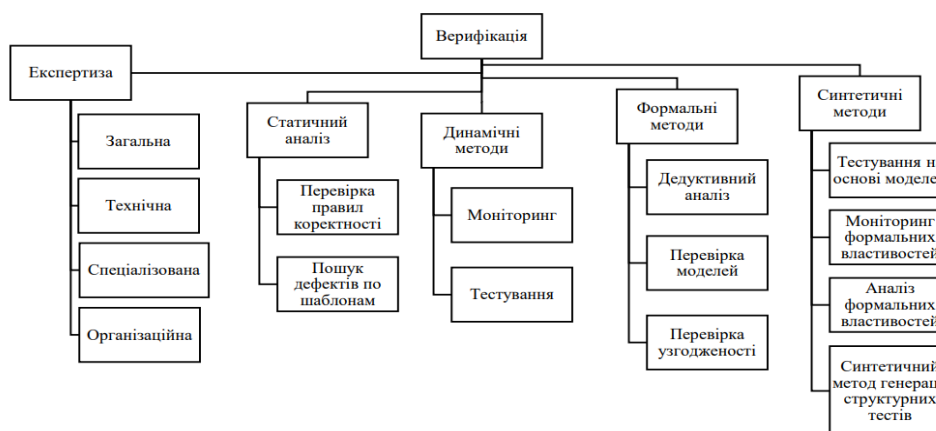 Верифікація
Експертиза
Загальна
Технічна
Спеціалізована
Організаційна
Статичний
аналіз
Перевірка
правил
коректності
Пошук
дефектів по
шаблонам
Динамічні
методи
Моніторинг
Тестування
Формальні
методи
Дедуктивний
аналіз
Перевірка
моделей
Перевірка
узгодженості
Синтетичні
методи
Тестування н
основі моделе
Моніторинг
формальних
властивостей
Аналіз
формальних
властивостей
Синтетичний
метод генерац
структурних
тестів